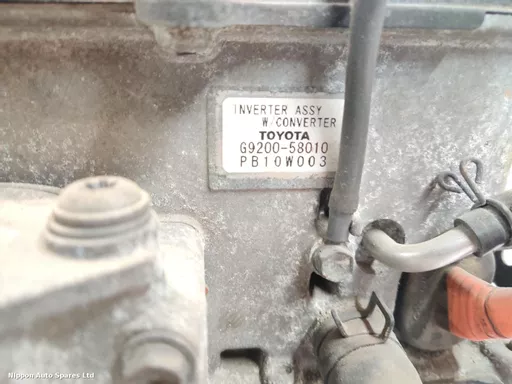 INVERTER ASSY
W/CONVERTER
TOYOTA
G9200-58010
PB10W003
Nippon Auto Spares Ltd